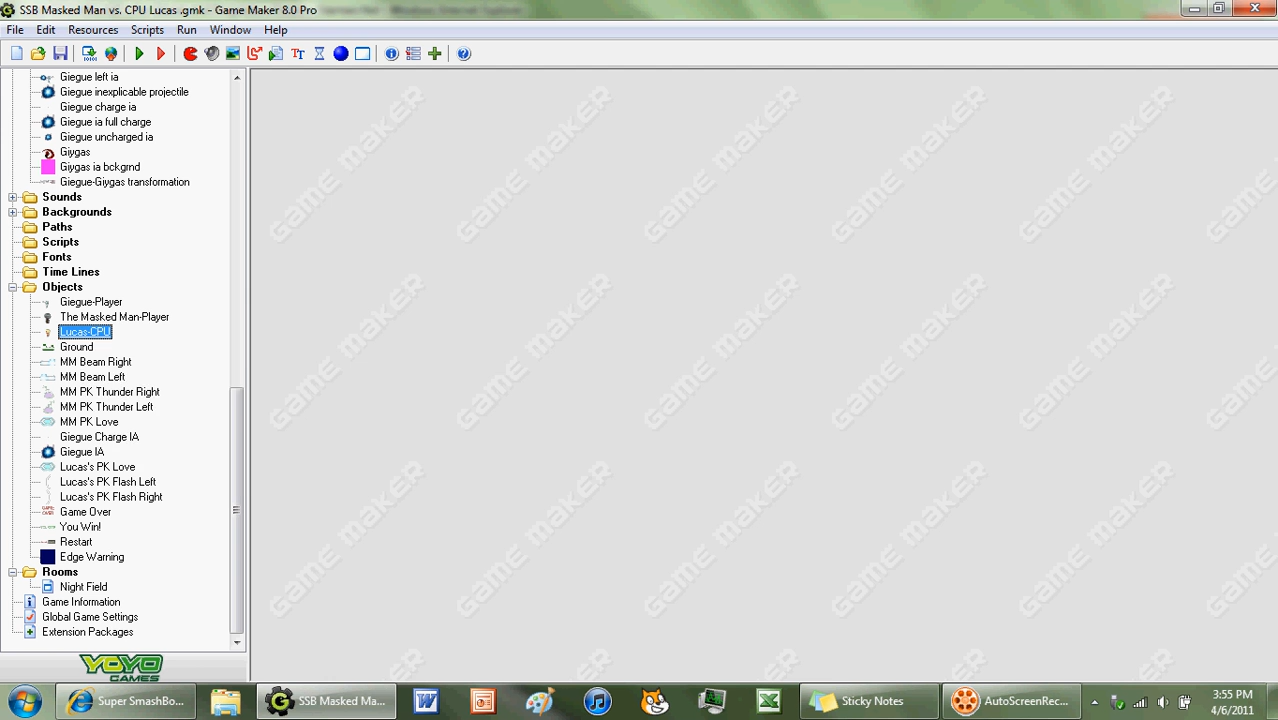 SSB Masked Man vs. CPU Lucas .gmk - Game Maker 8.0 Pro
File Edit Resources Scripts Run Window Help
Giegue left ia
Giegue inexplicable projectile
Giegue charge ia
Giegue ia full charge
Giegue uncharged ia
Giygas
Giygas ia bckgrnd
Giegue-Giygas transformation
Sounds
Backgrounds
Paths
Scripts
Fonts
Time Lines
Objects
Giegue-Player
The Masked Man-Player
Lucas-CPU
Ground
MM Beam Right
MM Beam Left
MM PK Thunder Right
MM PK Thunder Left
MM PK Love
Giegue Charge IA
Giegue IA
Lucas's PK Love
Lucas's PK Flash Left
Lucas's PK Flash Right
Game Over
You Win!
Restart
Edge Warning
Rooms
Night Field
Game Information
Global Game Settings
Extension Packages
YOYO
GAMES
Super SmashBo... SSB Masked Ma... Sticky Notes AutoScreenRec... 3:55 PM
4/6/2011